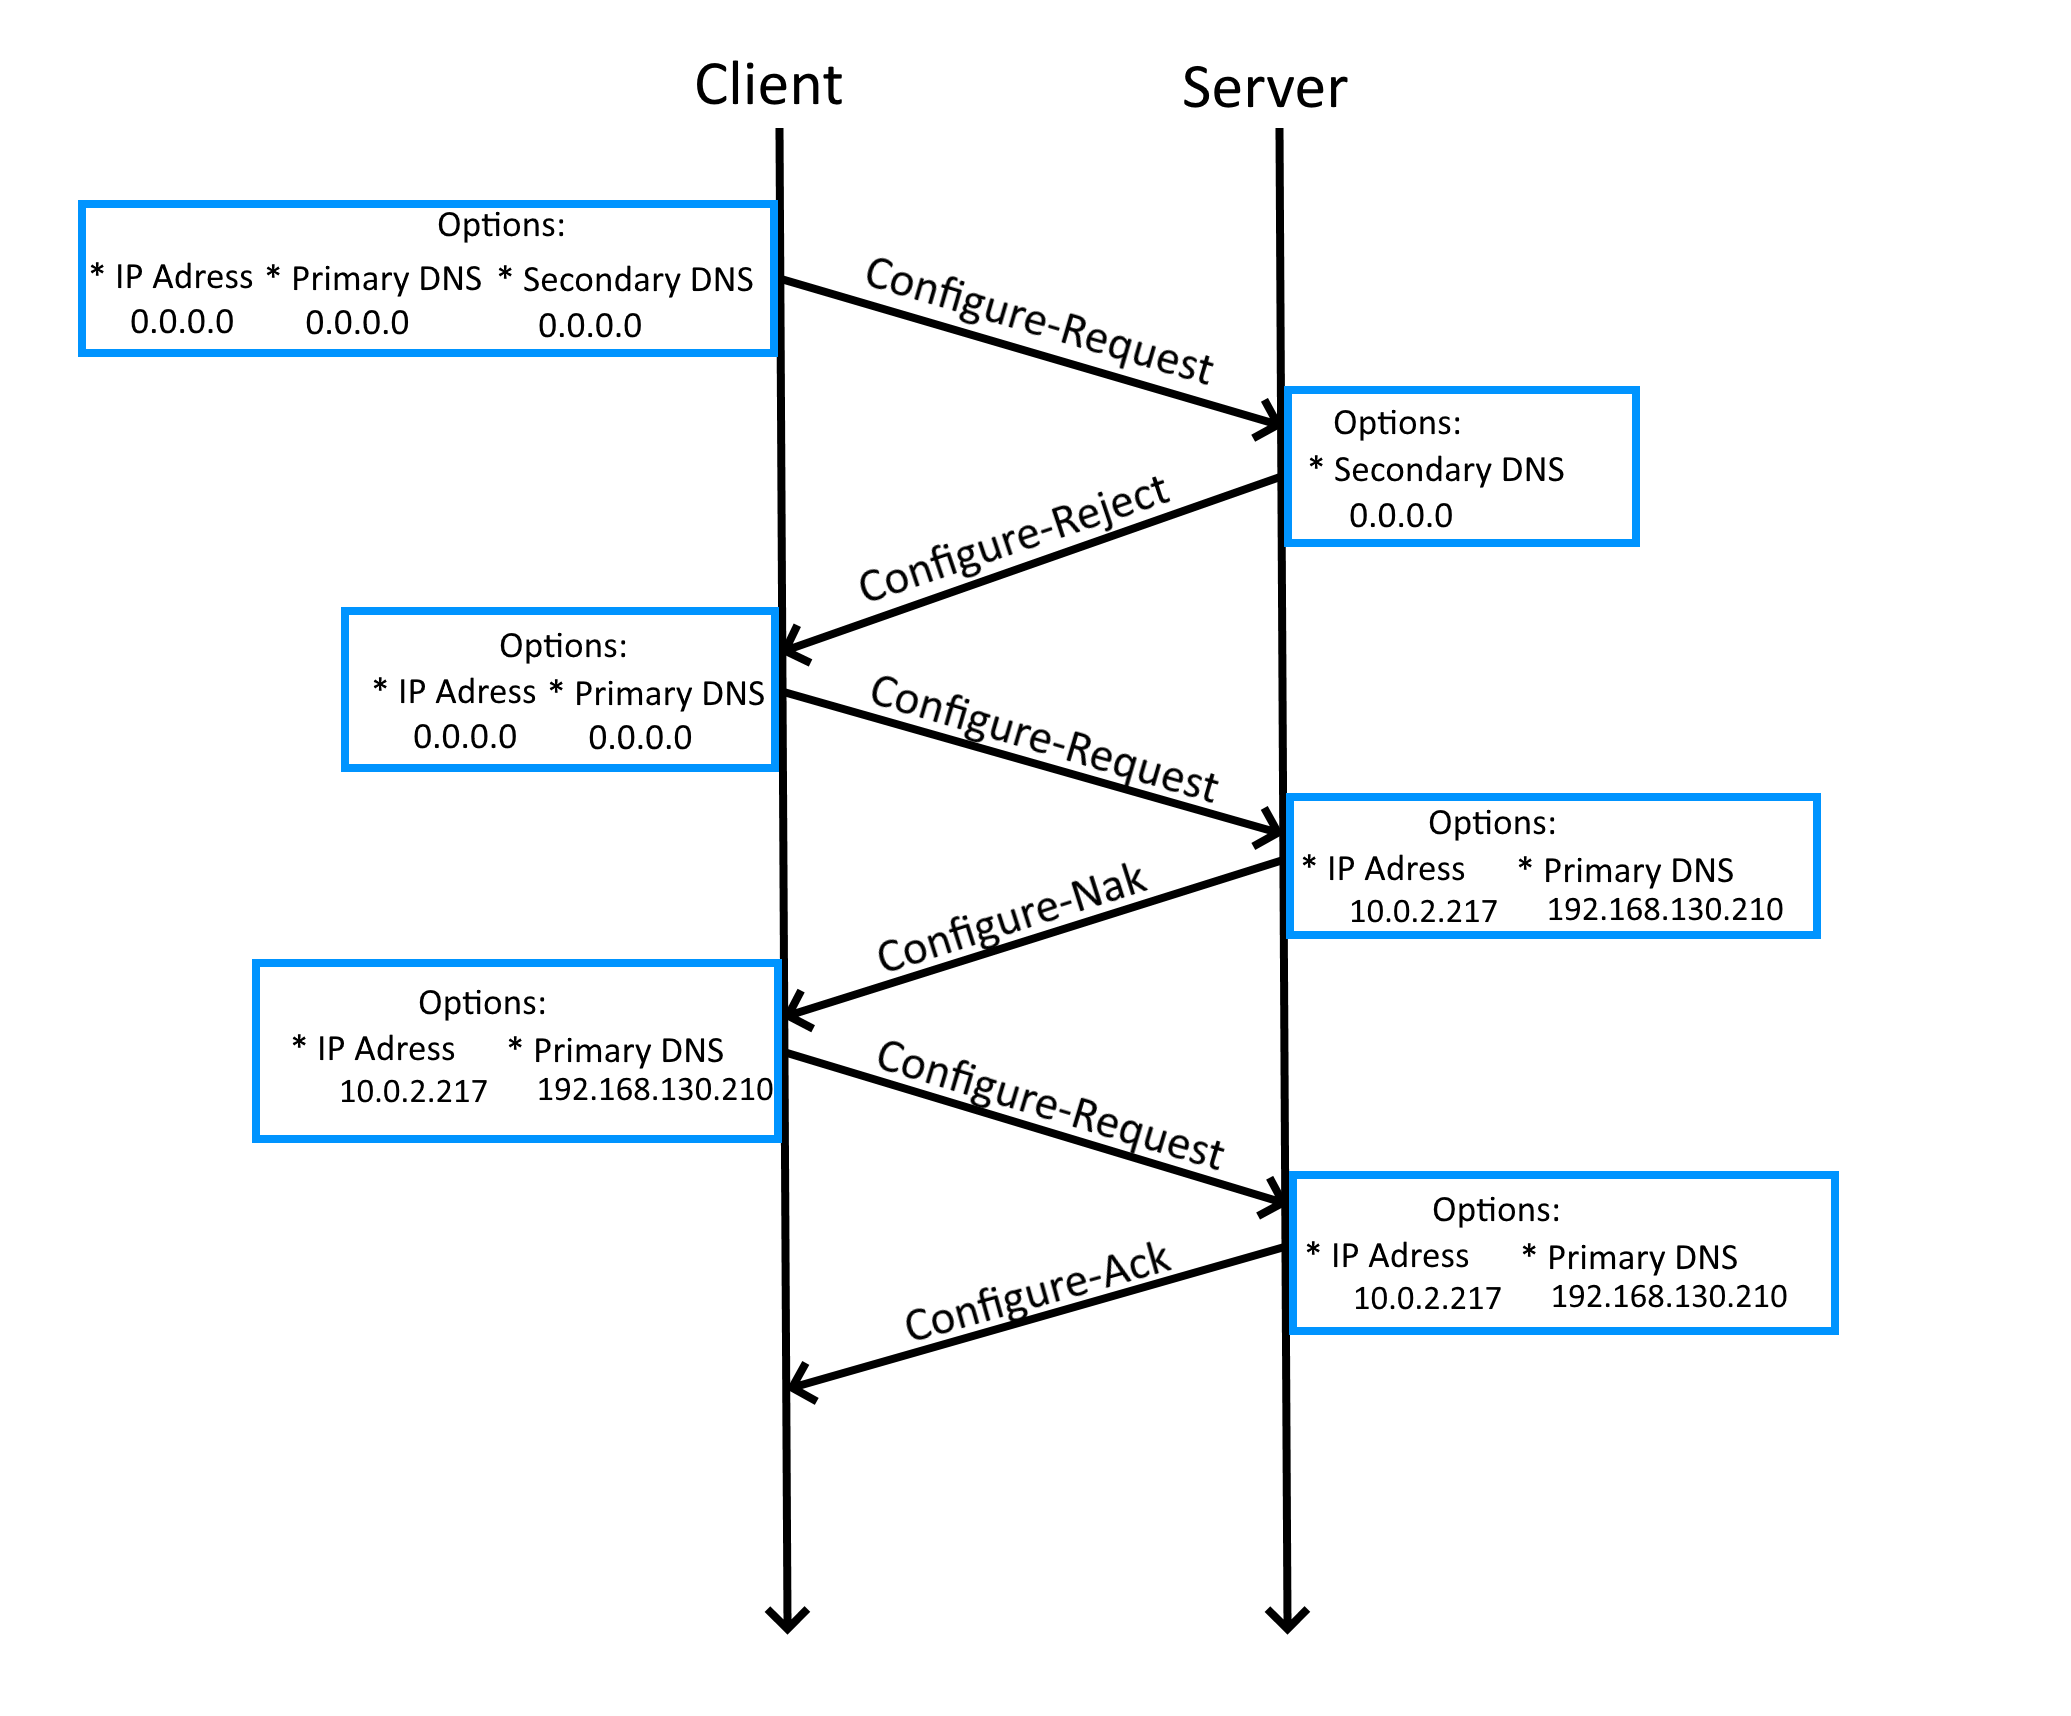 Client
Server
Options:
* IP Adress * Primary DNS * Secondary DNS
0.0.0.0 0.0.0.0 0.0.0.0
Configure-Request
Options:
* Secondary DNS
0.0.0.0
Configure-Reject
Options:
* IP Adress * Primary DNS
0.0.0.0 0.0.0.0
Configure-Request
Options:
* IP Adress * Primary DNS
10.0.2.217 192.168.130.210
Configure-Nak
Options:
* IP Adress * Primary DNS
10.0.2.217 192.168.130.210
Configure-Request
Options:
* IP Adress * Primary DNS
10.0.2.217 192.168.130.210
Configure-Ack